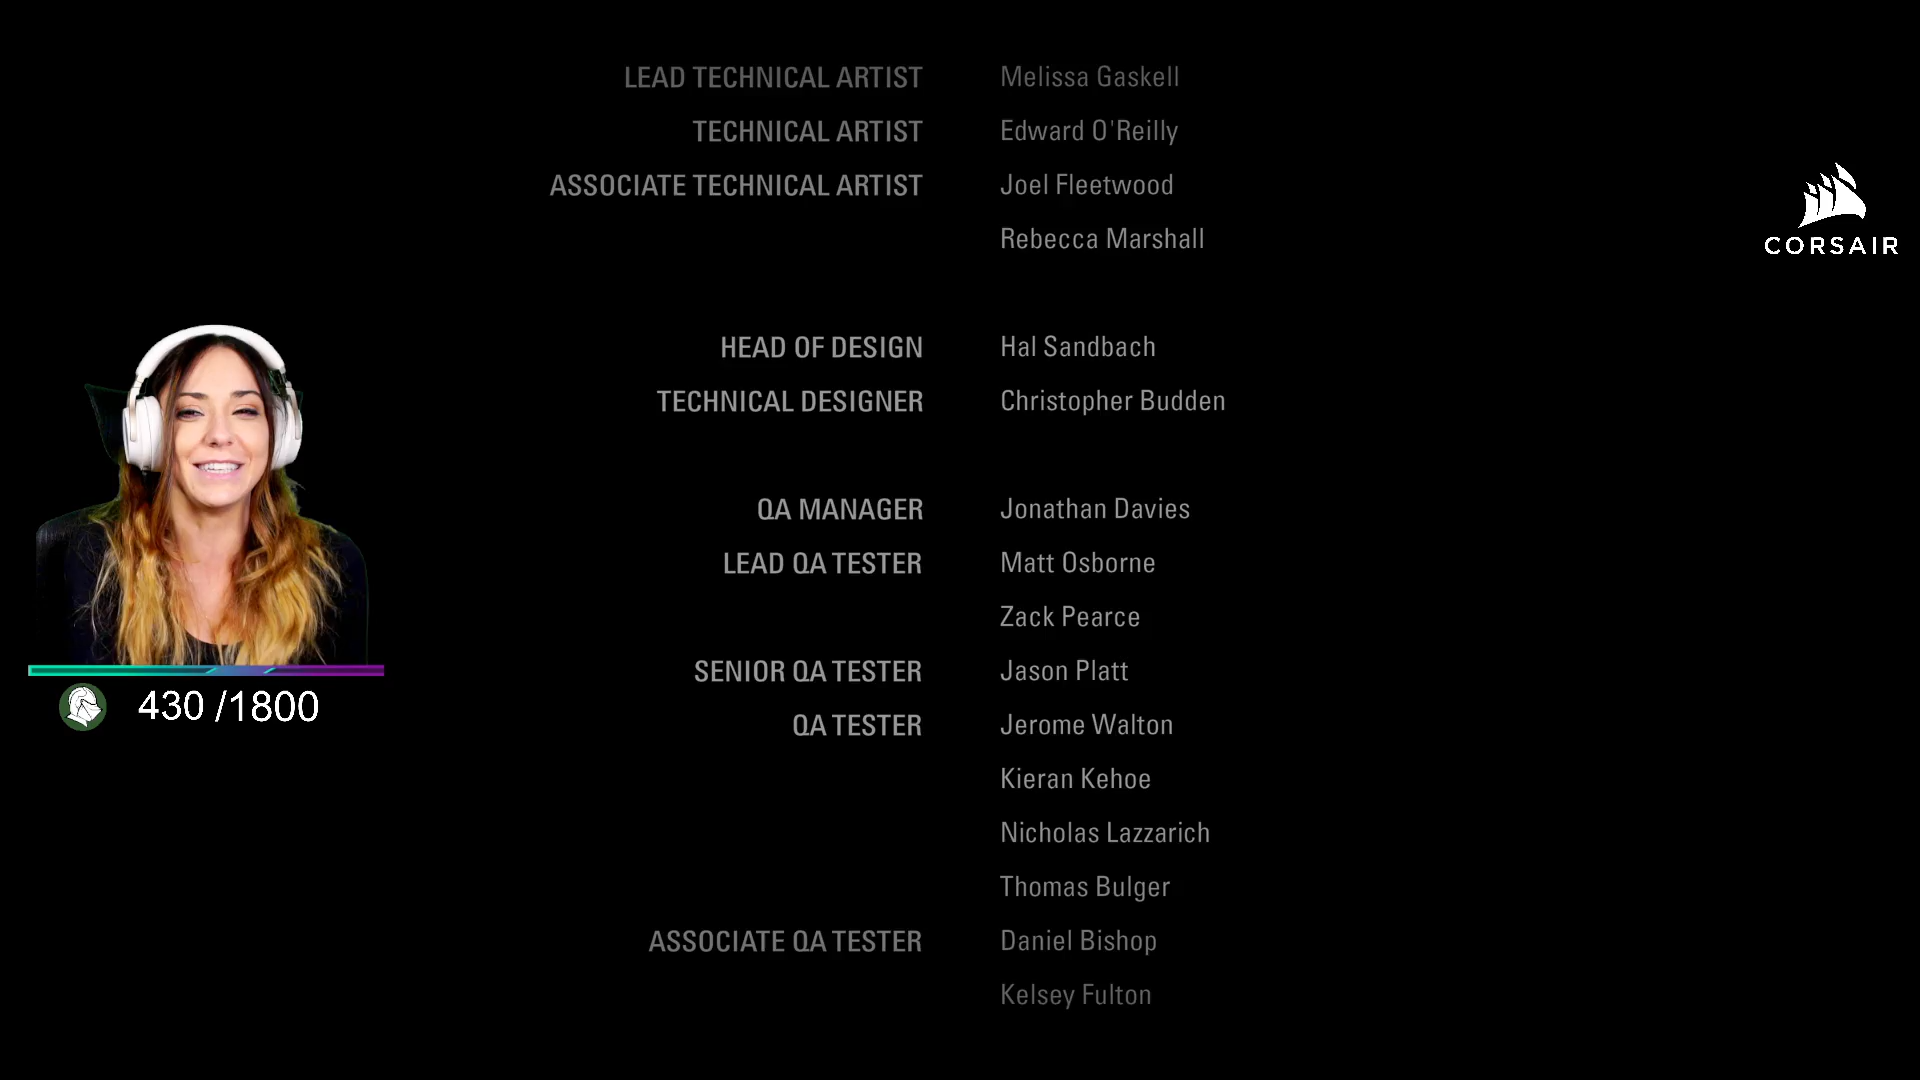 LEAD TECHNICAL ARTIST Melissa Gaskell
TECHNICAL ARTIST Edward O'Reilly
ASSOCIATE TECHNICAL ARTIST Joel Fleetwood
Rebecca Marshall
CORSAIR
HEAD OF DESIGN Hal Sandbach
TECHNICAL DESIGNER Christopher Budden
QA MANAGER Jonathan Davies
LEAD QA TESTER Matt Osborne
Zack Pearce
SENIOR QA TESTER Jason Platt
430 /1800
QA TESTER Jerome Walton
Kieran Kehoe
Nicholas Lazzarich
Thomas Bulger
ASSOCIATE QA TESTER Daniel Bishop
Kelsey Fulton